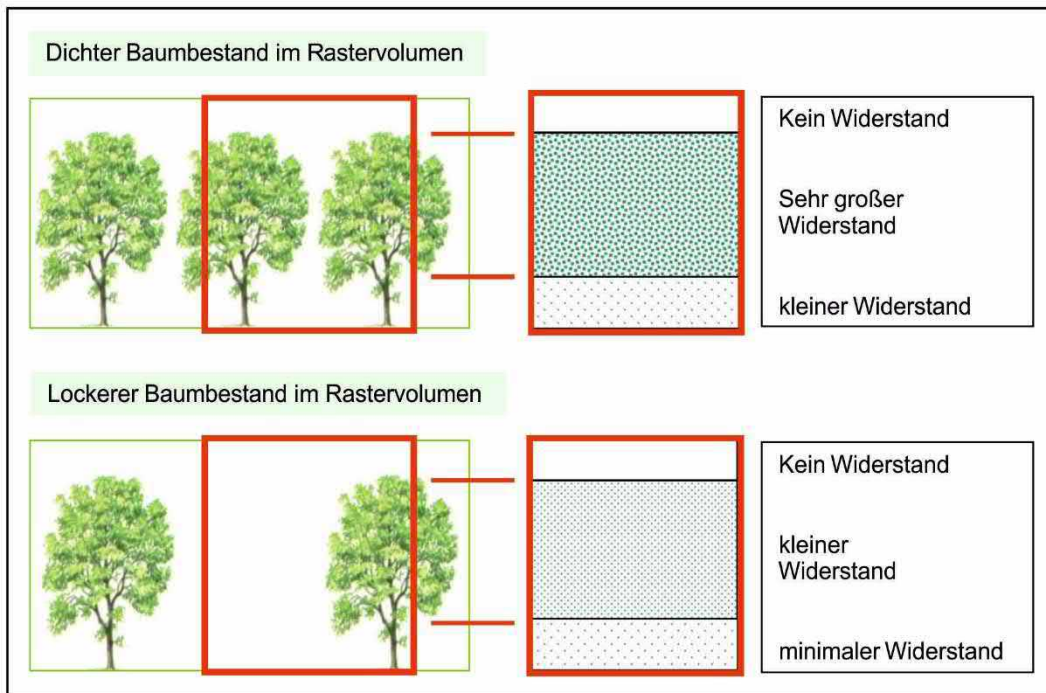 Dichter Baumbestand im Rastervolumen
Kein Widerstand
Sehr großer
Widerstand
kleiner Widerstand
Lockerer Baumbestand im Rastervolumen
Kein Widerstand
kleiner
Widerstand
minimaler Widerstand